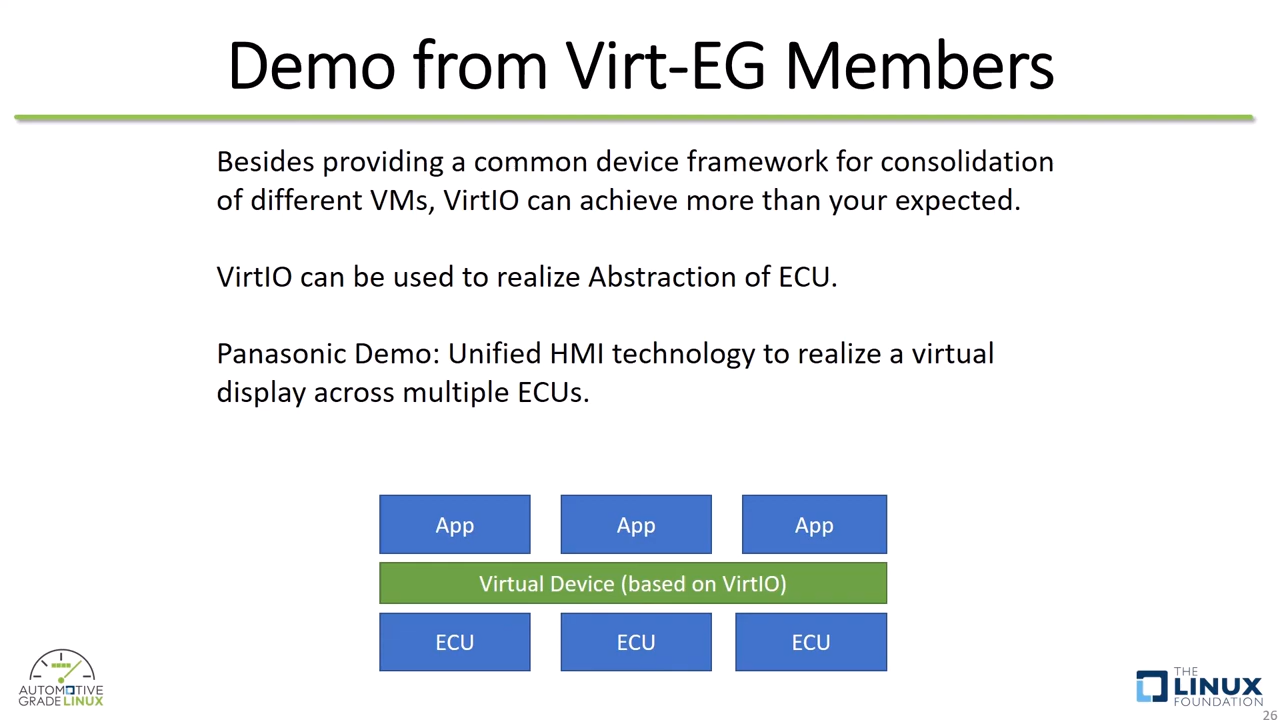 Demo from Virt-EG Members
Besides providing a common device framework for consolidation
of different VMs, VirtIO can achieve more than your expected.
VirtIO can be used to realize Abstraction of ECU.
Panasonic Demo: Unified HMI technology to realize a virtual
display across multiple ECUs.
App App App
Virtual Device (based on VirtIO)
ECU ECU ECU
AUTOMOTIVE
GRADE LINUX
THE
LINUX
FOUNDATION
26